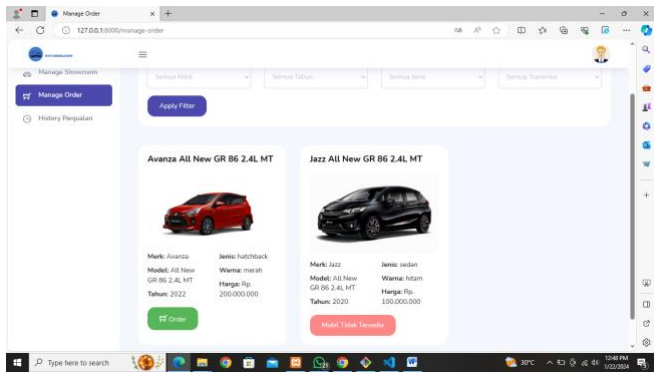 Manage Order
127.0.0.1:8000/manage-order
Manage Showroom
Semua Merk
Semua Tahun
Semua Jenis
Semua Transmisi
Manage Order
Apply Filter
History Penjualan
Avanza All New GR 86 2.4L MT
Jazz All New GR 86 2.4L MT
Merk: Avanza
Jenis: hatchback
Model: All New
GR 86 2.4L MT
Warna: merah
Harga: Rp.
200.000.000
Tahun: 2022
Order
Merk: Jazz
Jenis: sedan
Model: All New
GR 86 2.4L MT
Warna: hitam
Harga: Rp.
100.000.000
Tahun: 2020
Mobil Tidak Tersedia
Type here to search
30°C
12:48 PM
1/22/2024